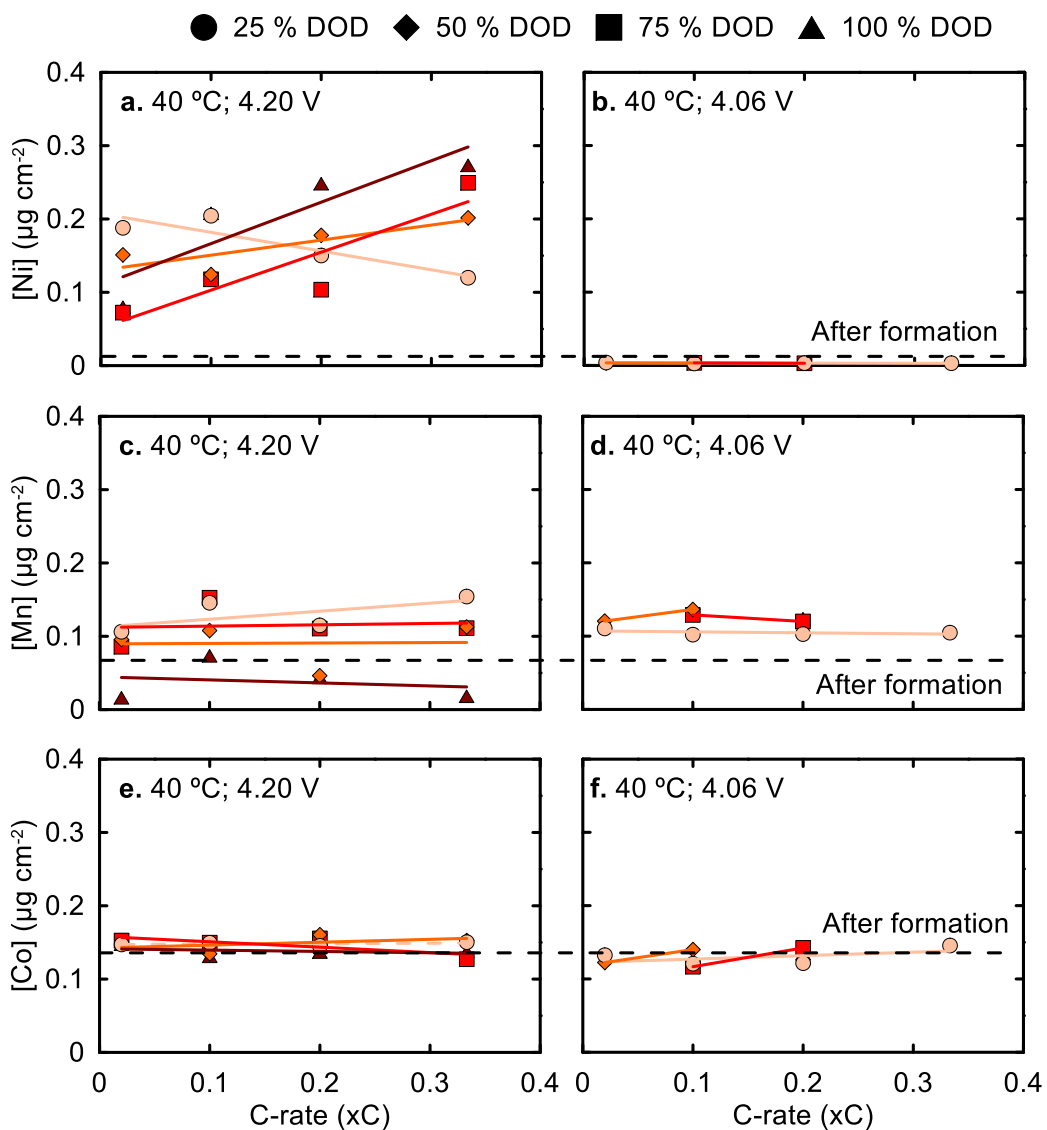 25 % DOD 50 % DOD 75 % DOD 100 % DOD
0.4
0.3
0.2
0.1
0
[Ni] (µg cm⁻²)
a. 40 ºC; 4.20 V
b. 40 ºC; 4.06 V
After formation
0.4
0.3
0.2
0.1
0
[Mn] (µg cm⁻²)
c. 40 ºC; 4.20 V
d. 40 ºC; 4.06 V
After formation
0.4
0.3
0.2
0.1
0
[Co] (µg cm⁻²)
e. 40 ºC; 4.20 V
f. 40 ºC; 4.06 V
After formation
0 0.1 0.2 0.3 0.4 0.1 0.2 0.3 0.4
C-rate (xC) C-rate (xC)